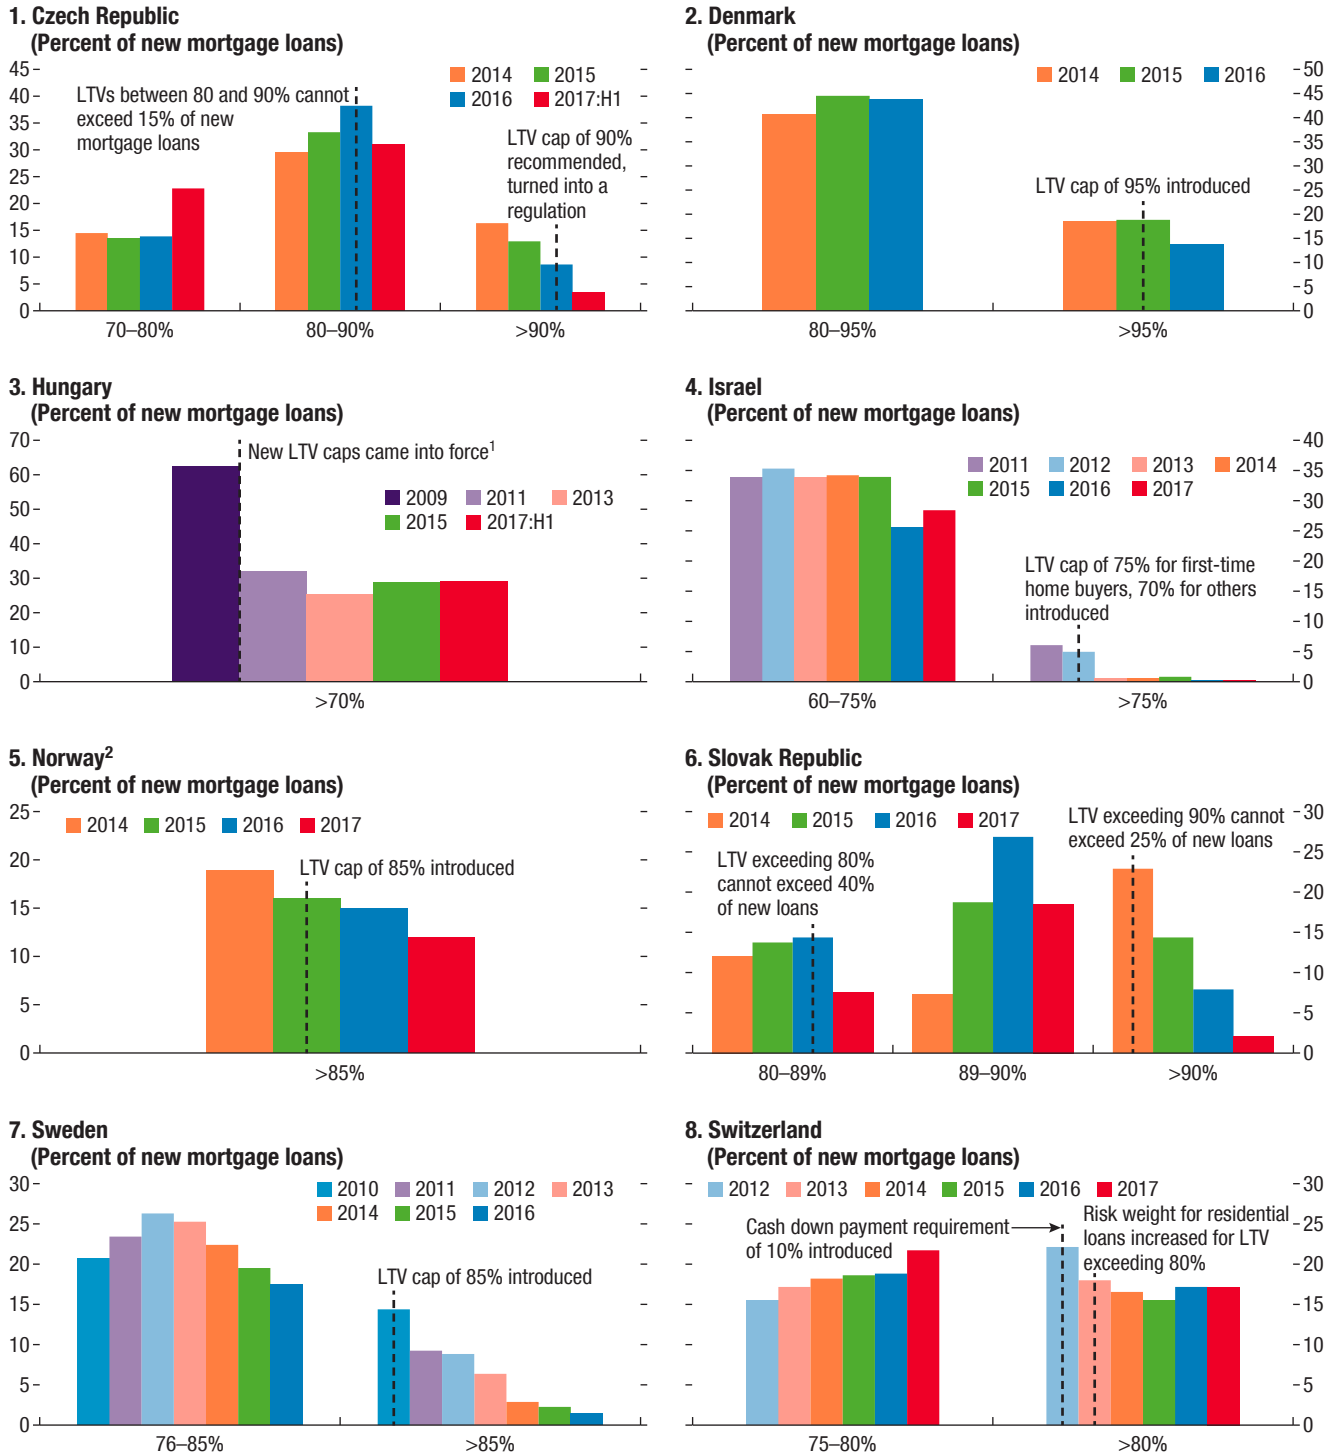 1. Czech Republic
(Percent of new mortgage loans)
45
40
35
30
25
20
15
10
5
0
2014 2015
2016 2017:H1
LTVs between 80 and 90% cannot
exceed 15% of new
mortgage loans
LTV cap of 90%
recommended,
turned into a
regulation
70–80% 80–90% >90%
2. Denmark
(Percent of new mortgage loans)
2014 2015 2016
50
45
40
35
30
25
20
15
10
5
0
LTV cap of 95% introduced
80–95% >95%
3. Hungary
(Percent of new mortgage loans)
70
60
50
40
30
20
10
0
New LTV caps came into force1
2009 2011 2013
2015 2017:H1
>70%
4. Israel
(Percent of new mortgage loans)
40
35
30
25
20
15
10
5
0
2011 2012 2013 2014
2015 2016 2017
LTV cap of 75% for first-time
home buyers, 70% for others
introduced
60–75% >75%
5. Norway2
(Percent of new mortgage loans)
25
20
15
10
5
0
2014 2015 2016 2017
LTV cap of 85% introduced
>85%
6. Slovak Republic
(Percent of new mortgage loans)
30
25
20
15
10
5
0
2014 2015 2016 2017
LTV exceeding 90% cannot
exceed 25% of new loans
LTV exceeding 80%
cannot exceed 40%
of new loans
80–89% 89–90% >90%
7. Sweden
(Percent of new mortgage loans)
30
25
20
15
10
5
0
2010 2011 2012 2013
2014 2015 2016
LTV cap of 85% introduced
76–85% >85%
8. Switzerland
(Percent of new mortgage loans)
30
25
20
15
10
5
0
2012 2013 2014 2015 2016 2017
Cash down payment requirement
of 10% introduced
Risk weight for residential
loans increased for LTV
exceeding 80%
75–80% >80%